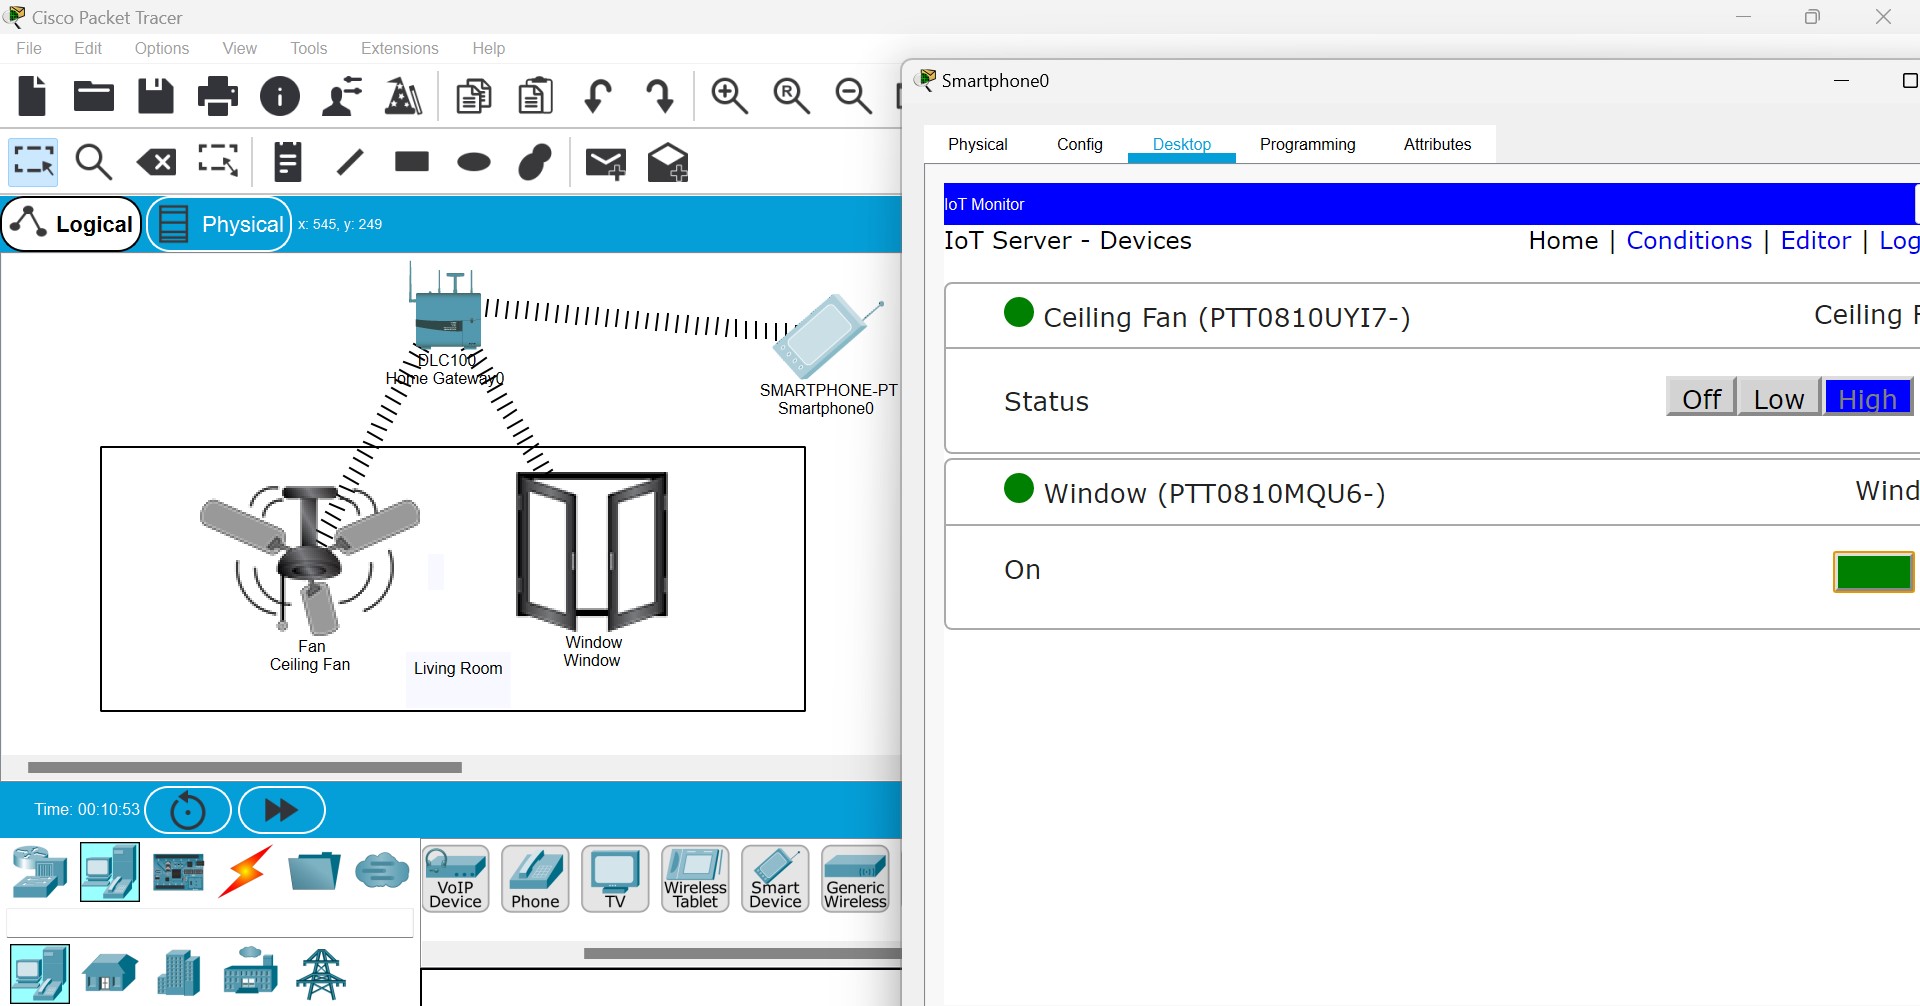 Cisco Packet Tracer
File Edit Options View Tools Extensions Help
R
Logical Physical x: 545, y: 249
DLC100
Home Gateway0
SMARTPHONE-PT
Smartphone0
Fan
Ceiling Fan
Window
Window
Living Room
Time: 00:10:53
VoIP
Device
Phone
TV
Wireless
Tablet
Smart
Device
Generic
Wireless
Smartphone0
Physical Config Desktop Programming Attributes
IoT Monitor
IoT Server - Devices Home | Conditions | Editor | Log
Ceiling Fan (PTT0810UYI7-) Ceiling F
Status Off Low High
Window (PTT0810MQU6-) Wind
On